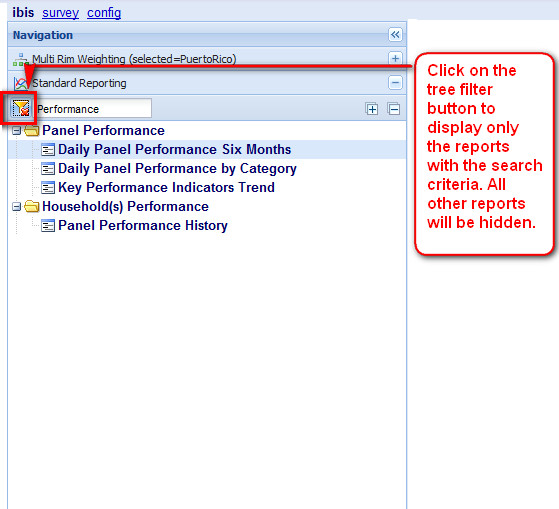 ibis survey config
Navigation
Multi Rim Weighting (selected=PuertoRico)
Standard Reporting
Performance
Panel Performance
Daily Panel Performance Six Months
Daily Panel Performance by Category
Key Performance Indicators Trend
Household(s) Performance
Panel Performance History
Click on the
tree filter
button to
display only
the reports
with the search
criteria. All
other reports
will be hidden.